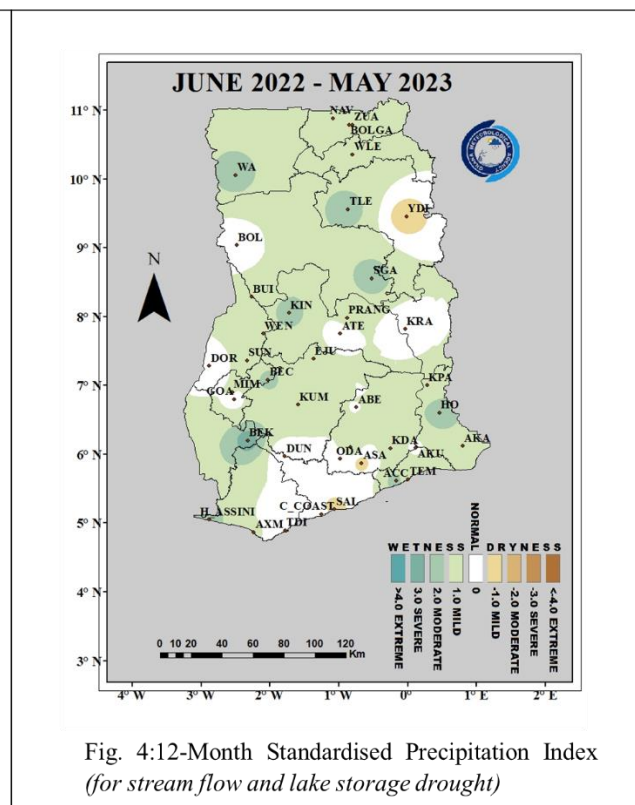 JUNE 2022 - MAY 2023
11° N
10° N
9° N
8° N
7° N
6° N
5° N
4° N
3° N
4° W
3° W
2° W
1° W
0°
1° E
2° E
NAV
ZUA
BOLGA
WLE
WA
TLE
YDI
BOL
SGA
BUI
KIN
PRANG
KRA
WEN
ATE
SUN
EJU
DOR
BEC
MIM
GOA
KPA
KUM
ABE
HO
BEK
DUN
ODA
ASA
KDA
AKU
AKA
ACC
TEM
H_ASSINI
AXM
TDI
C_COAST
SAL
N
WETNESS
NORMAL
DRYNESS
>4.0 EXTREME
3.0 SEVERE
2.0 MODERATE
1.0 MILD
0
-1.0 MILD
-2.0 MODERATE
-3.0 SEVERE
<-4.0 EXTREME
0 10 20 40 60 80 100 120
Km
Fig. 4:12-Month Standardised Precipitation Index
(for stream flow and lake storage drought)